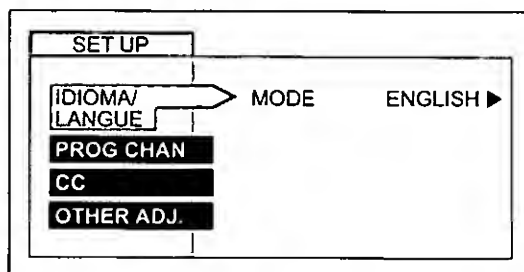 SET UP
IDIOMA/ MODE ENGLISH ▶
LANGUE
PROG CHAN
CC
OTHER ADJ.